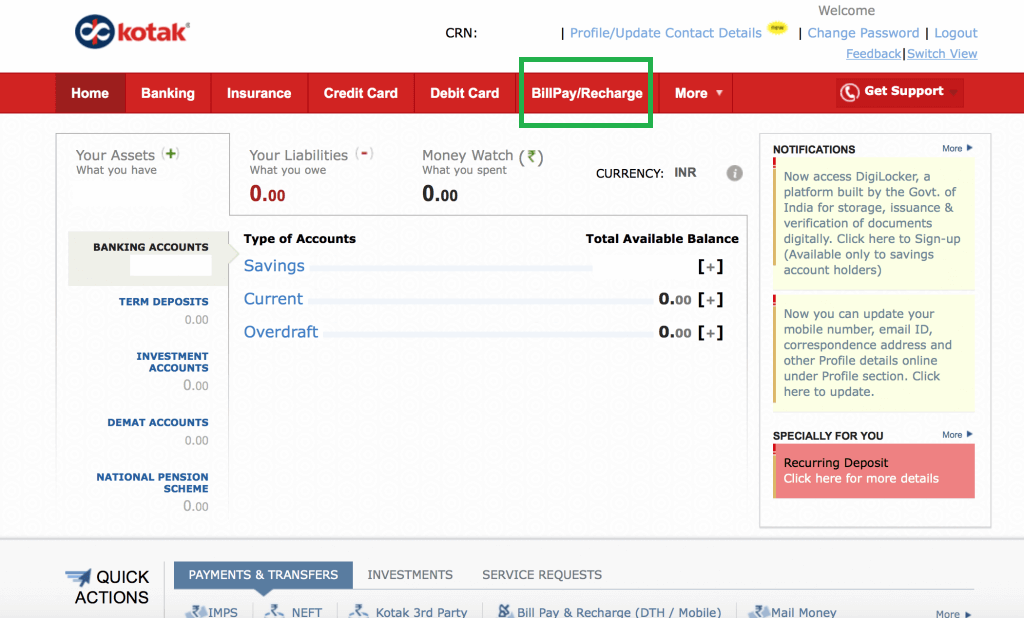 Welcome
kotak
CRN: | Profile/Update Contact Details | Change Password | Logout
Feedback|Switch View
Home Banking Insurance Credit Card Debit Card BillPay/Recharge More Get Support
Your Assets (+) Your Liabilities (-) Money Watch (₹)
What you have What you owe What you spent
CURRENCY: INR i
0.00 0.00
BANKING ACCOUNTS
TERM DEPOSITS
0.00
INVESTMENT
ACCOUNTS
0.00
DEMAT ACCOUNTS
0.00
NATIONAL PENSION
SCHEME
0.00
Type of Accounts Total Available Balance
Savings [+]
Current 0.00 [+]
Overdraft 0.00 [+]
NOTIFICATIONS More
Now access DigiLocker, a
platform built by the Govt. of
India for storage, issuance &
verification of documents
digitally. Click here to Sign-up
(Available only to savings
account holders)
Now you can update your
mobile number, email ID,
correspondence address and
other Profile details online
under Profile section. Click
here to update.
SPECIALLY FOR YOU More
Recurring Deposit
Click here for more details
QUICK
ACTIONS
PAYMENTS & TRANSFERS INVESTMENTS SERVICE REQUESTS
IMPS NEFT Kotak 3rd Party Bill Pay & Recharge (DTH / Mobile) Mail Money More